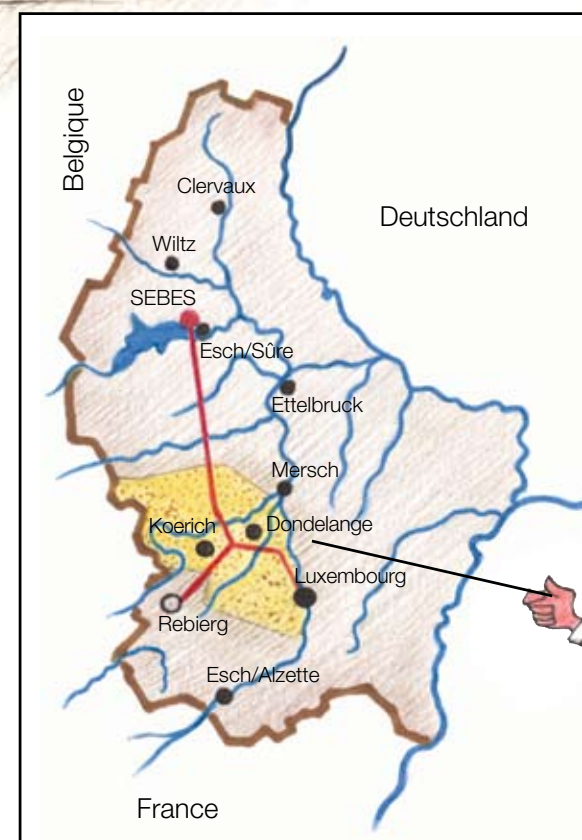 Belgique
Clervaux
Deutschland
Wiltz
SEBES
Esch/Sûre
Ettelbruck
Mersch
Koerich
Dondelange
Luxembourg
Rebierg
Esch/Alzette
France